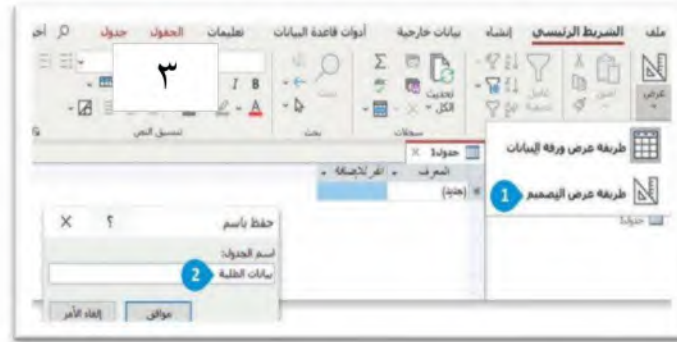 ملف الشريط الرئيسي إنشاء بيانات خارجية أدوات قاعدة البيانات تعليمات الحقول جدول
٣
عرض
تحديث
الكل
I B
A
سجلات
بحث
تنسيق النص
طريقة عرض ورقة البيانات
1 طريقة عرض التصميم
جدول1
جدول1 ×
المعرف انقر للإضافة
(جديد)
حفظ باسم ? ×
اسم الجدول:
بيانات الطلبة 2
موافق إلغاء الأمر